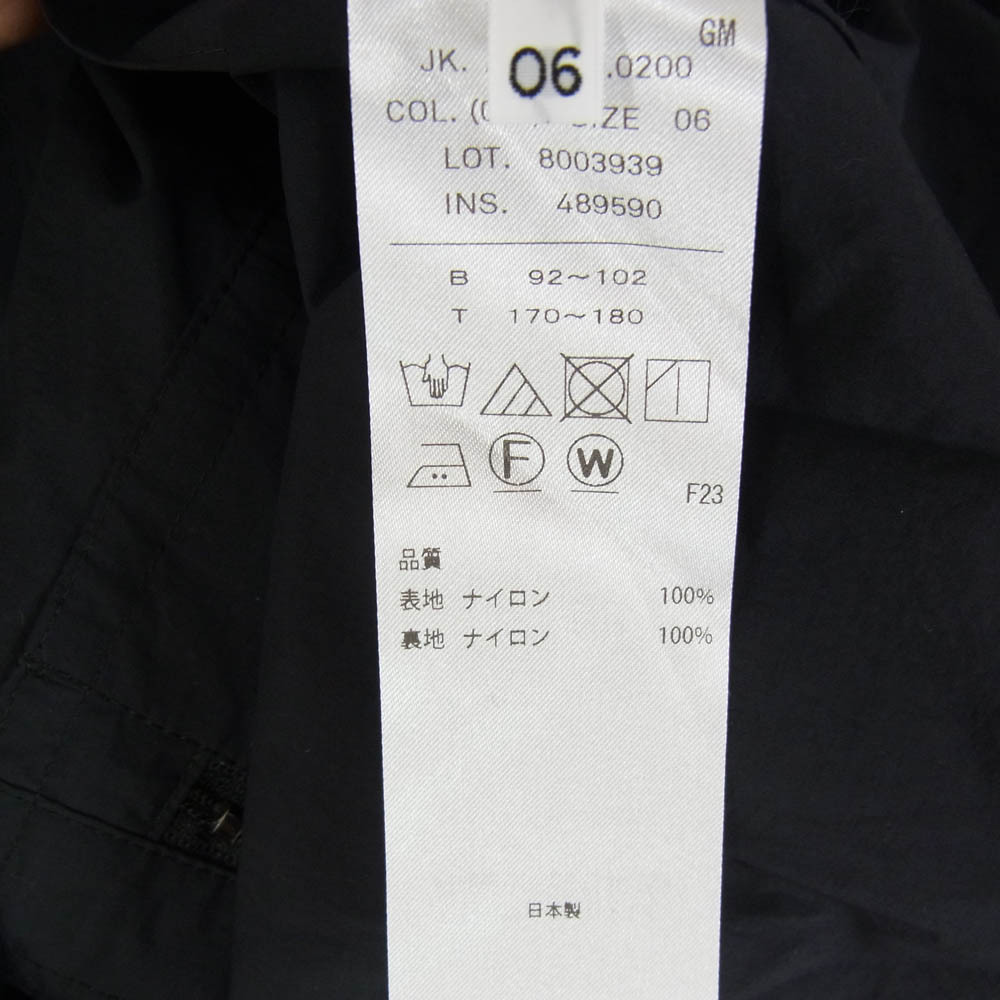 GM
JK. 06 .0200
COL. SIZE 06
LOT. 8003939
INS. 489590
B 92～102
T 170～180
F W
F23
品質
表地 ナイロン 100%
裏地 ナイロン 100%
日本製